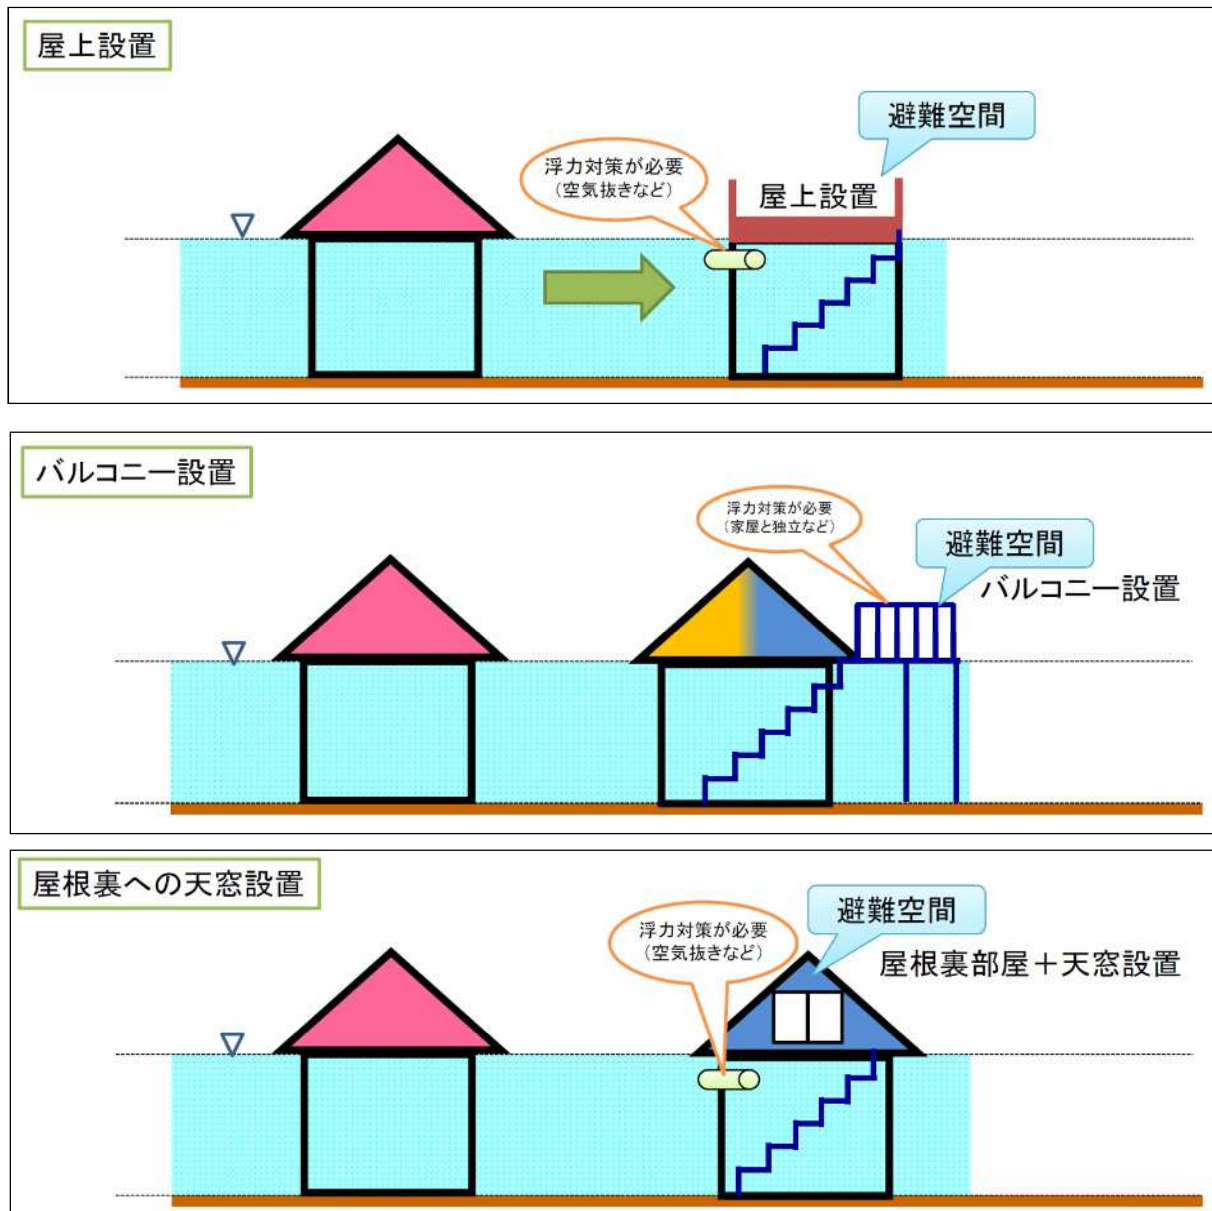 屋上設置
避難空間
浮力対策が必要
（空気抜きなど）
屋上設置
バルコニー設置
浮力対策が必要
（家屋と独立など）
避難空間
バルコニー設置
屋根裏への天窓設置
避難空間
浮力対策が必要
（空気抜きなど）
屋根裏部屋＋天窓設置